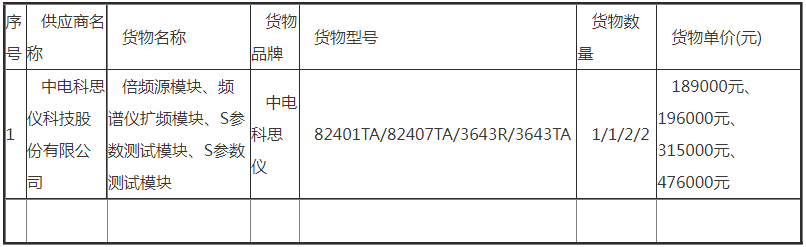 序号
供应商名称
货物名称
货物品牌
货物型号
货物数量
货物单价(元)
1
中电科思仪科技股份有限公司
倍频源模块、频谱仪扩频模块、S参数测试模块、S参数测试模块
中电科思仪
82401TA/82407TA/3643R/3643TA
1/1/2/2
189000元、
196000元、
315000元、
476000元